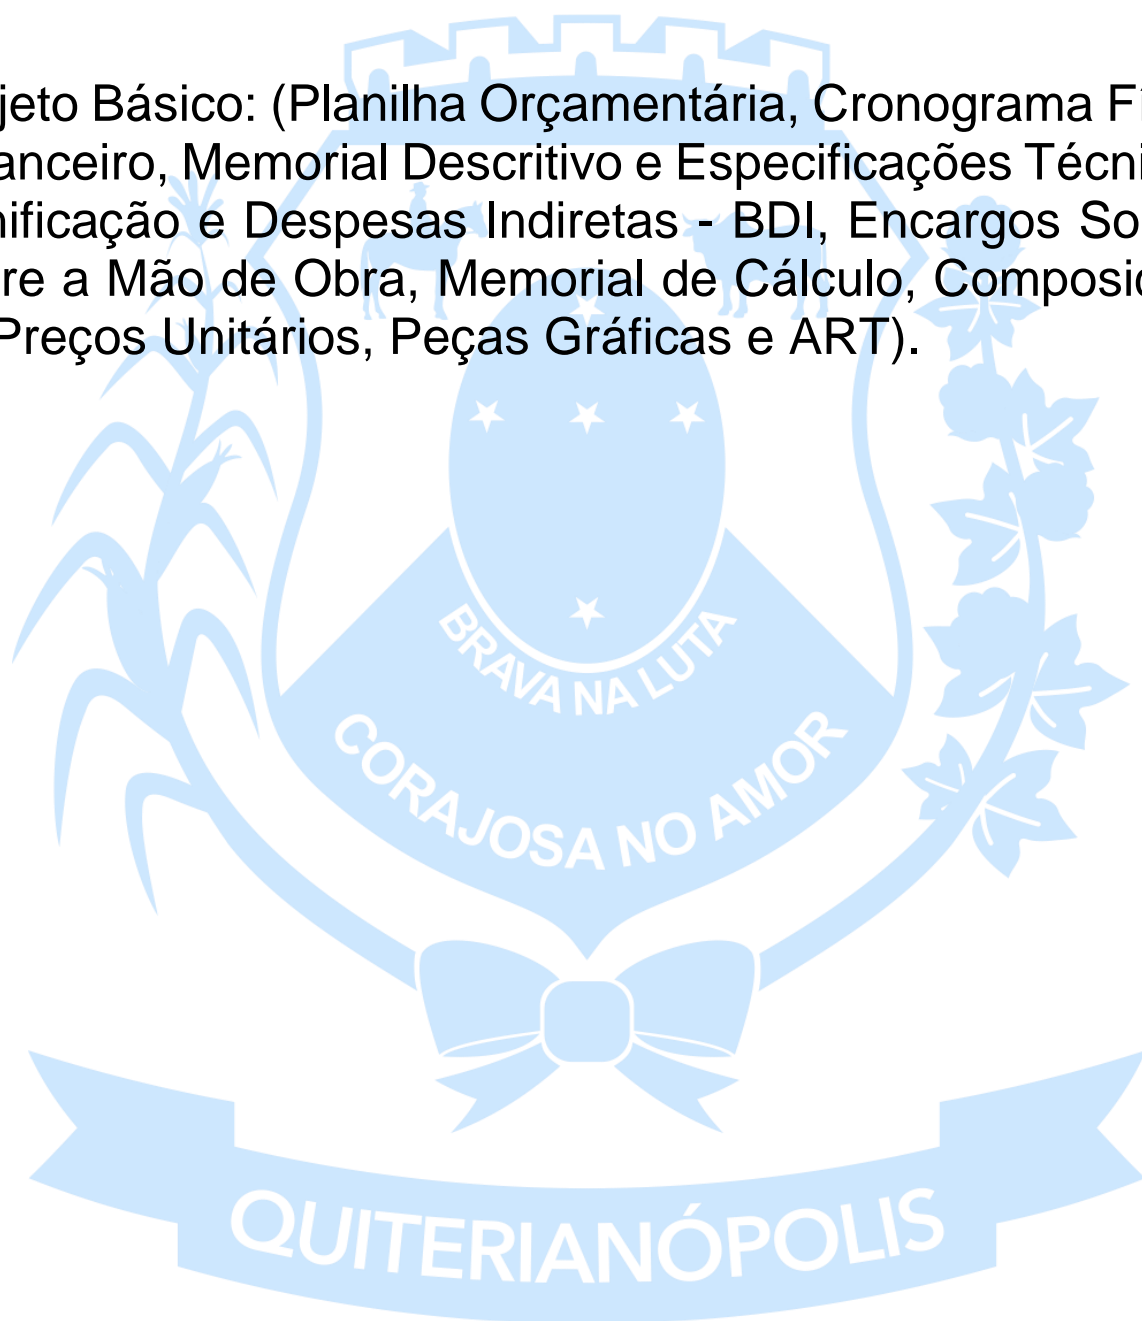 jeto Básico: (Planilha Orçamentária, Cronograma Fí
anceiro, Memorial Descritivo e Especificações Técni
nificação e Despesas Indiretas - BDI, Encargos So
re a Mão de Obra, Memorial de Cálculo, Composic
Preços Unitários, Peças Gráficas e ART).
BRAVA NA LUTA
CORAJOSA NO AMOR
QUITERIANÓPOLIS